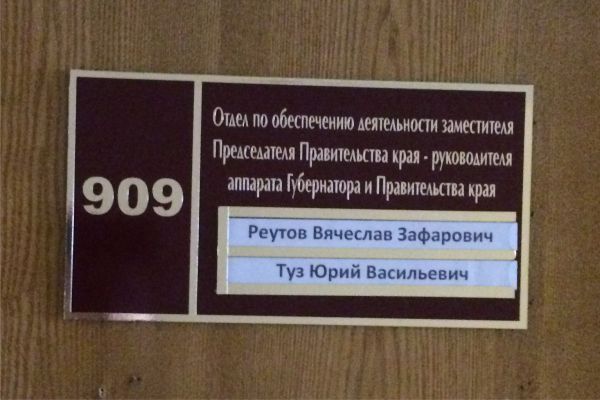 909
Отдел по обеспечению деятельности заместителя
Председателя Правительства края - руководителя
аппарата Губернатора и Правительства края
Реутов Вячеслав Зафарович
Туз Юрий Васильевич